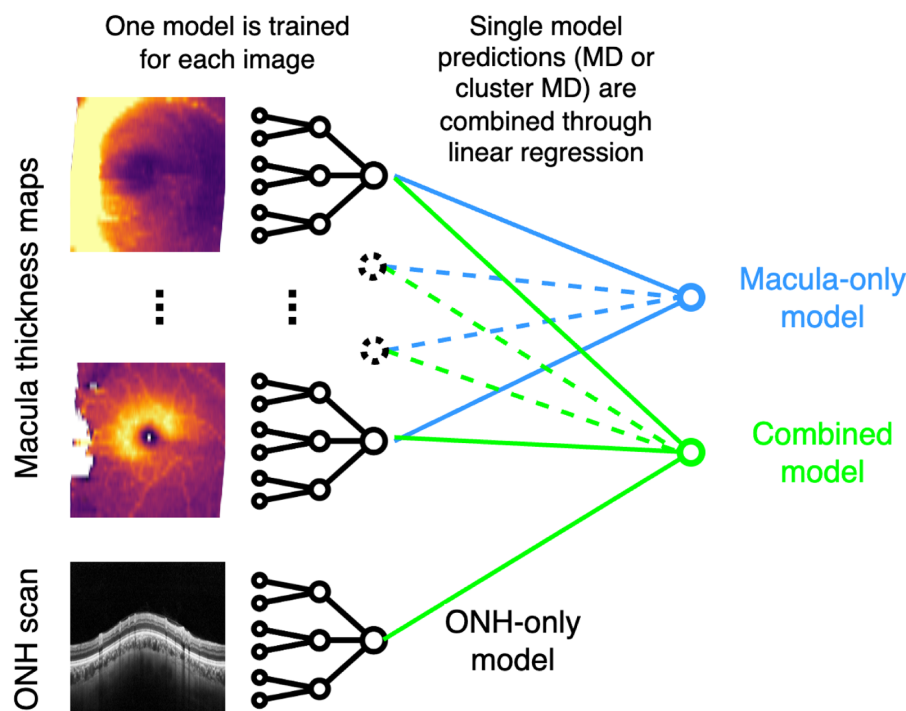 One model is trained
for each image
Single model
predictions (MD or
cluster MD) are
combined through
linear regression
Macula thickness maps
Macula-only
model
Combined
model
ONH scan
ONH-only
model